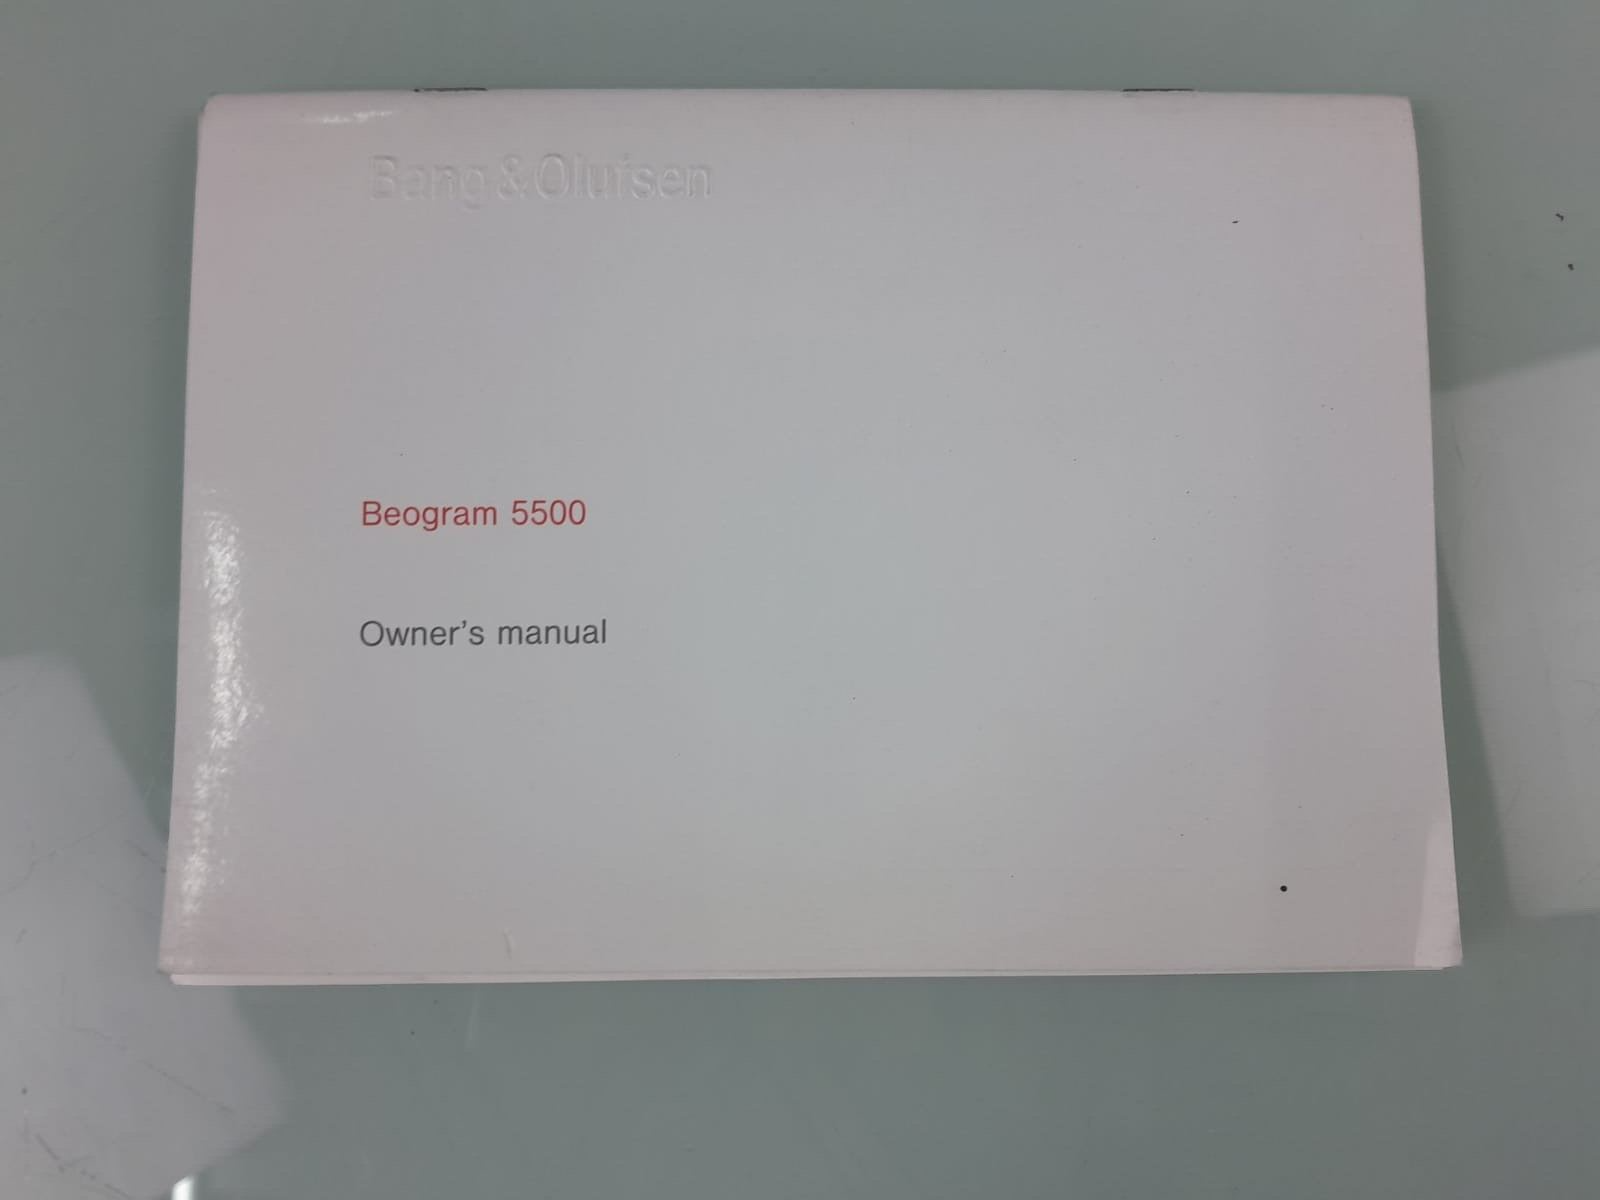 Bang & Olufsen
Beogram 5500
Owner's manual